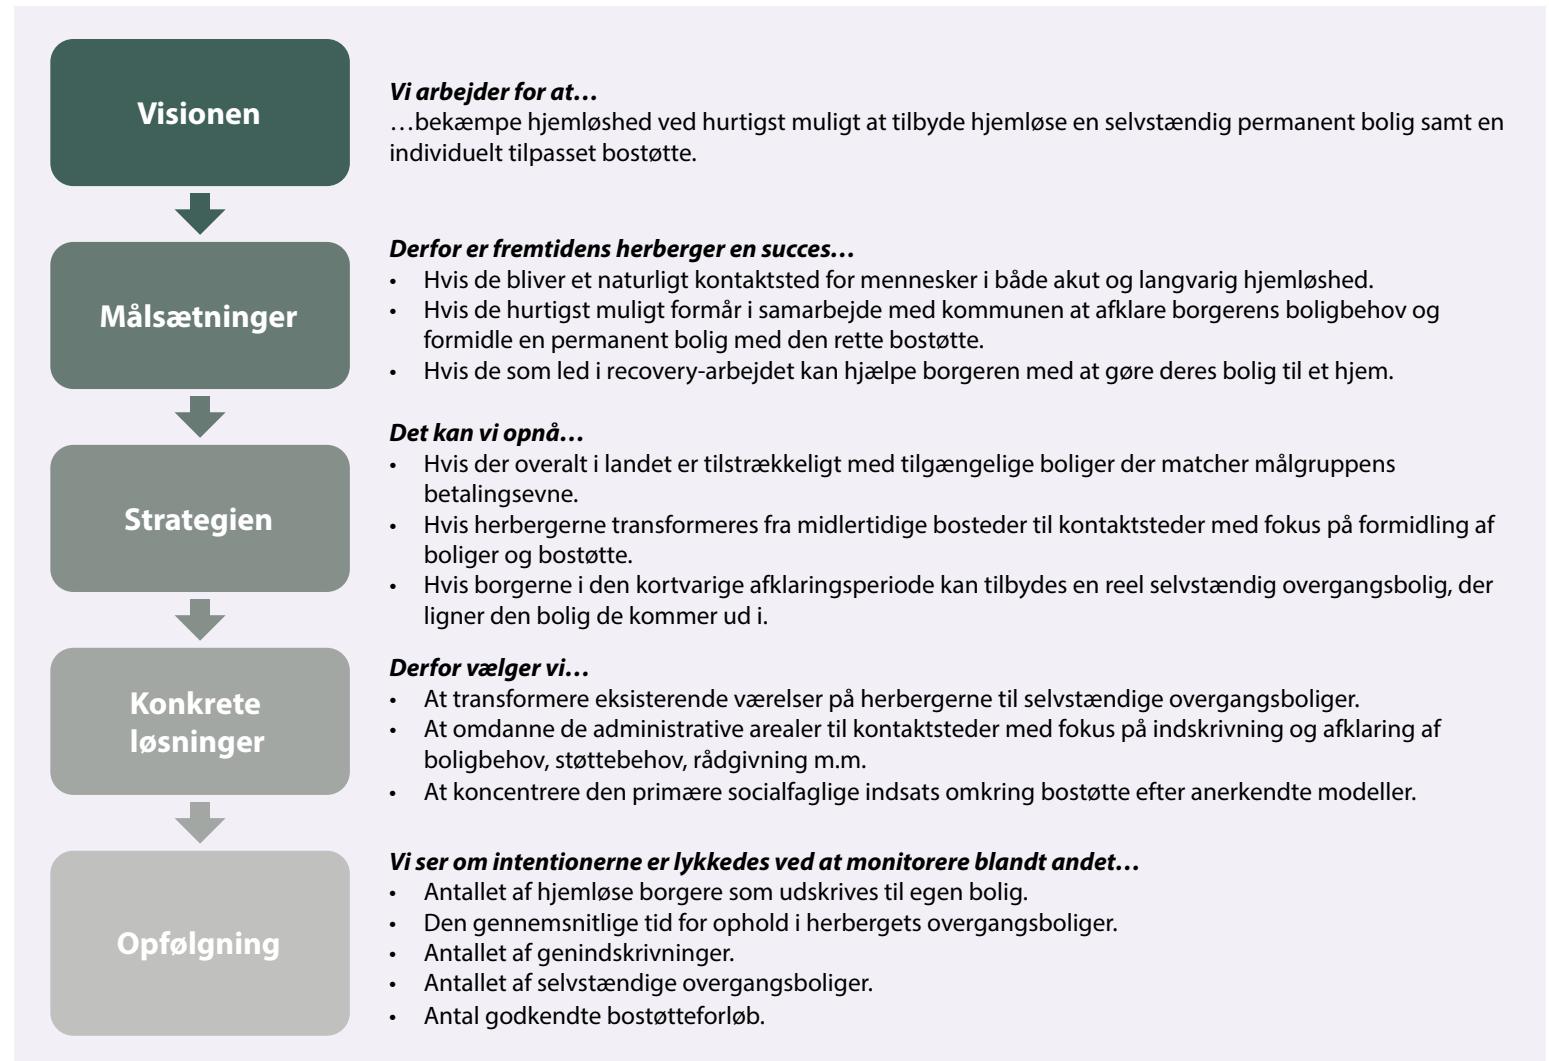 Visionen
Vi arbejder for at…
…bekæmpe hjemløshed ved hurtigst muligt at tilbyde hjemløse en selvstændig permanent bolig samt en
individuelt tilpasset bostøtte.
Målsætninger
Derfor er fremtidens herberger en succes…
• Hvis de bliver et naturligt kontaktsted for mennesker i både akut og langvarig hjemløshed.
• Hvis de hurtigst muligt formår i samarbejde med kommunen at afklare borgerens boligbehov og
formidle en permanent bolig med den rette bostøtte.
• Hvis de som led i recovery-arbejdet kan hjælpe borgeren med at gøre deres bolig til et hjem.
Strategien
Det kan vi opnå…
• Hvis der overalt i landet er tilstrækkeligt med tilgængelige boliger der matcher målgruppens
betalingsevne.
• Hvis herbergerne transformeres fra midlertidige bosteder til kontaktsteder med fokus på formidling af
boliger og bostøtte.
• Hvis borgerne i den kortvarige afklaringsperiode kan tilbydes en reel selvstændig overgangsbolig, der
ligner den bolig de kommer ud i.
Konkrete
løsninger
Derfor vælger vi…
• At transformere eksisterende værelser på herbergerne til selvstændige overgangsboliger.
• At omdanne de administrative arealer til kontaktsteder med fokus på indskrivning og afklaring af
boligbehov, støttebehov, rådgivning m.m.
• At koncentrere den primære socialfaglige indsats omkring bostøtte efter anerkendte modeller.
Opfølgning
Vi ser om intentionerne er lykkedes ved at monitorere blandt andet…
• Antallet af hjemløse borgere som udskrives til egen bolig.
• Den gennemsnitlige tid for ophold i herbergets overgangsboliger.
• Antallet af genindskrivninger.
• Antallet af selvstændige overgangsboliger.
• Antal godkendte bostøtteforløb.